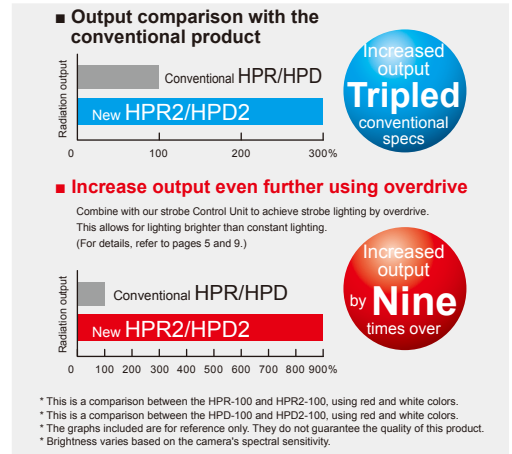 ■ Output comparison with the
conventional product
Radiation output
Conventional HPR/HPD
New HPR2/HPD2
0 100 200 300%
Increased
output
Tripled
conventional
specs
■ Increase output even further using overdrive
Combine with our strobe Control Unit to achieve strobe lighting by overdrive.
This allows for lighting brighter than constant lighting.
(For details, refer to pages 5 and 9.)
Radiation output
Conventional HPR/HPD
New HPR2/HPD2
0 100 200 300 400 500 600 700 800 900%
Increased
output
by Nine
times over
* This is a comparison between the HPR-100 and HPR2-100, using red and white colors.
* This is a comparison between the HPD-100 and HPD2-100, using red and white colors.
* The graphs included are for reference only. They do not guarantee the quality of this product.
* Brightness varies based on the camera's spectral sensitivity.